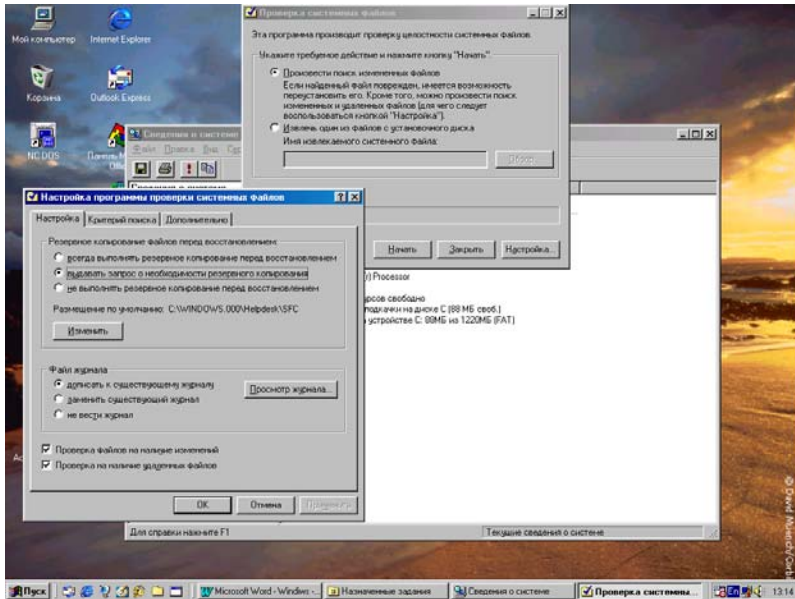 Мой компьютер
Internet Explorer
Корзина
Outlook Express
NC DOS
Проверка системных файлов
Эта программа производит проверку целостности системных файлов.
Укажите требуемое действие и нажмите кнопку "Начать".
Произвести поиск измененных файлов
Если найденный файл поврежден, имеется возможность
переустановить его. Кроме того, можно произвести поиск
измененных и удаленных файлов (для чего следует
воспользоваться кнопкой "Настройка").
Извлечь один из файлов с установочного диска
Имя извлекаемого системного файла:
Обзор...
Начать
Закрыть
Настройка...
Сведения о системе
Файл Правка Вид
Настройка программы проверки системных файлов
Настройка
Критерий поиска
Дополнительно
Резервное копирование файлов перед восстановлением:
всегда выполнять резервное копирование перед восстановлением
выдавать запрос о необходимости резервного копирования
не выполнять резервное копирование перед восстановлением
Размещение по умолчанию: C:\WINDOWS.000\Helpdesk\SFC
Изменить
Файл журнала
дописать к существующему журналу
заменить существующий журнал
не вести журнал
Просмотр журнала...
Проверка файлов на наличие изменений
Проверка на наличие удаленных файлов
OK
Отмена
Применить
Processor
свободно
подкачки на диске C (88 МБ своб.)
устройстве C: 88МБ из 1220МБ (FAT)
Для справки нажмите F1
Текущие сведения о системе
Пуск
Microsoft Word - Windows -...
Назначенные задания
Сведения о системе
Проверка системны...
En
13:14